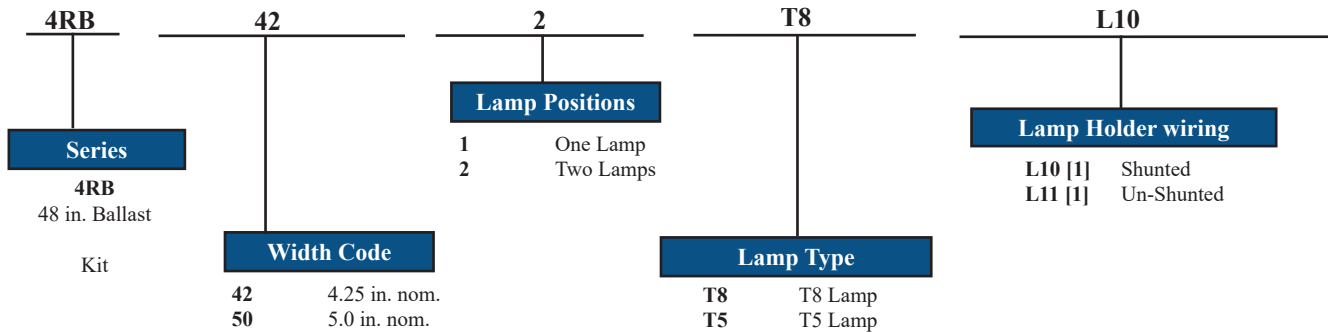 4RB 42 2 T8 L10
Series
4RB
48 in. Ballast
Kit
Width Code
42 4.25 in. nom.
50 5.0 in. nom.
Lamp Positions
1 One Lamp
2 Two Lamps
Lamp Type
T8 T8 Lamp
T5 T5 Lamp
Lamp Holder wiring
L10 [1] Shunted
L11 [1] Un-Shunted